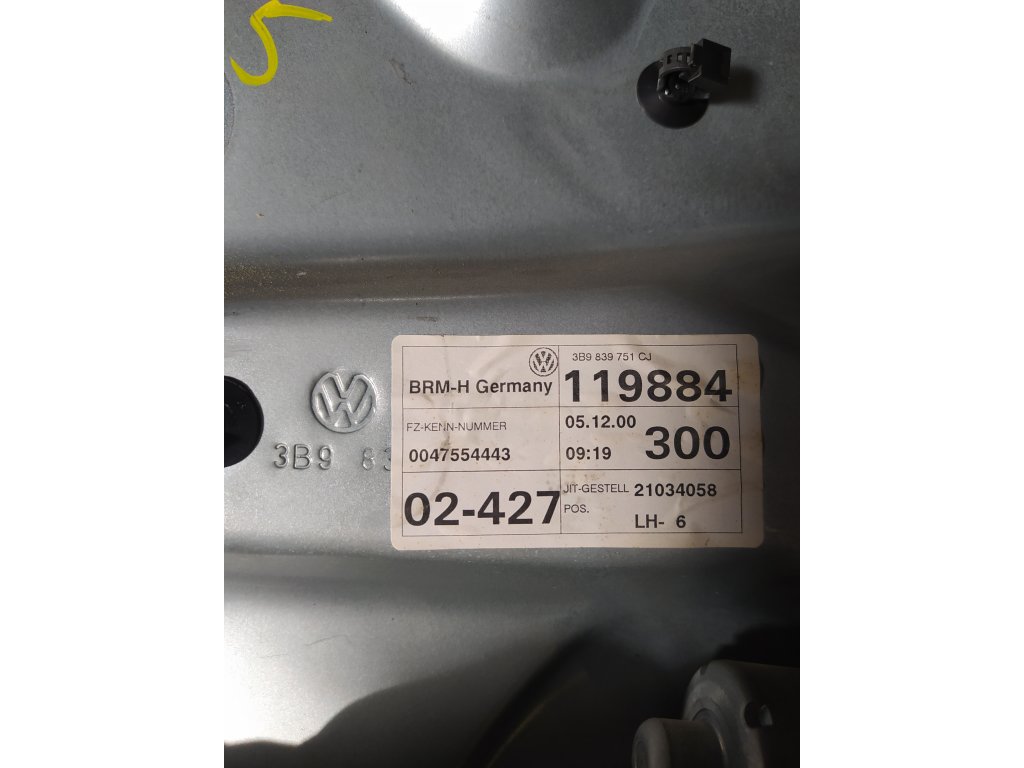 3B9 839 751 CJ
BRM-H Germany
119884
FZ-KENN-NUMMER
0047554443
05.12.00
09:19
300
02-427
JIT-GESTELL 21034058
POS.
LH- 6
3B9 83